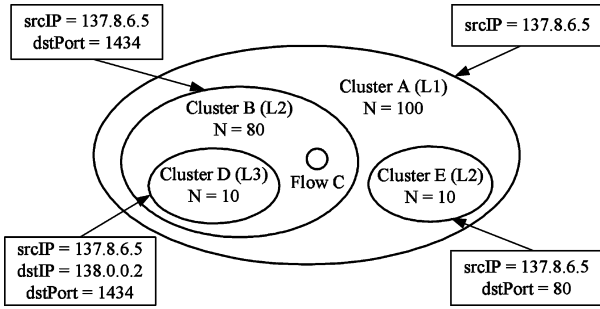 srcIP = 137.8.6.5
dstPort = 1434
srcIP = 137.8.6.5
Cluster A (L1)
N = 100
Cluster B (L2)
N = 80
Cluster D (L3)
N = 10
Flow C
Cluster E (L2)
N = 10
srcIP = 137.8.6.5
dstIP = 138.0.0.2
dstPort = 1434
srcIP = 137.8.6.5
dstPort = 80